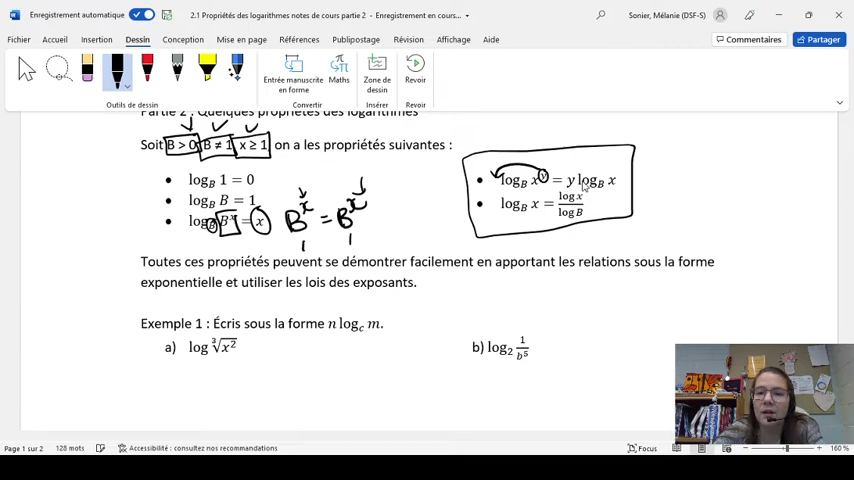 Enregistrement automatique 2.1 Propriétés des logarithmes notes de cours partie 2 - Enregistrement en cours... Sonier, Mélanie (DSF-S)
Fichier Accueil Insertion Dessin Conception Mise en page Références Publipostage Révision Affichage Aide Commentaires Partager
Entrée manuscrite en forme Encre en Maths Zone de dessin Revoir
Outils de dessin Convertir Insérer Revoir
Partie 2 : Quelques propriétés des logarithmes
Soit B > 0, B ≠ 1, x ≥ 1, on a les propriétés suivantes :
• log_B 1 = 0
• log_B B = 1
• log_B B^x = x B^x = B^x
• log_B x^y = y log_B x
• log_B x = log x / log B
Toutes ces propriétés peuvent se démontrer facilement en apportant les relations sous la forme
exponentielle et utiliser les lois des exposants.
Exemple 1 : Écris sous la forme n log_c m.
a) log ∛x² b) log₂ 1/b⁵
Page 1 sur 2 128 mots Accessibilité : consultez nos recommandations Focus 160 %